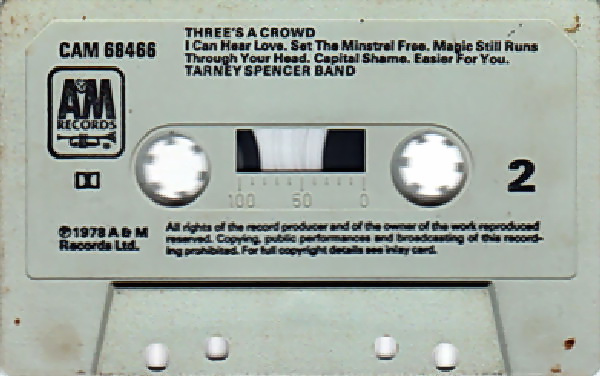 THREE'S A CROWD
CAM 68466
I Can Hear Love. Set The Minstrel Free. Magic Still Runs
Through Your Head. Capital Shame. Easier For You.
TARNEY SPENCER BAND
A&M
RECORDS
2
100 50 0
℗1978 A & M
Records Ltd.
All rights of the record producer and of the owner of the work reproduced
reserved. Copying, public performances and broadcasting of this record-
ing prohibited. For full copyright details see inlay card.